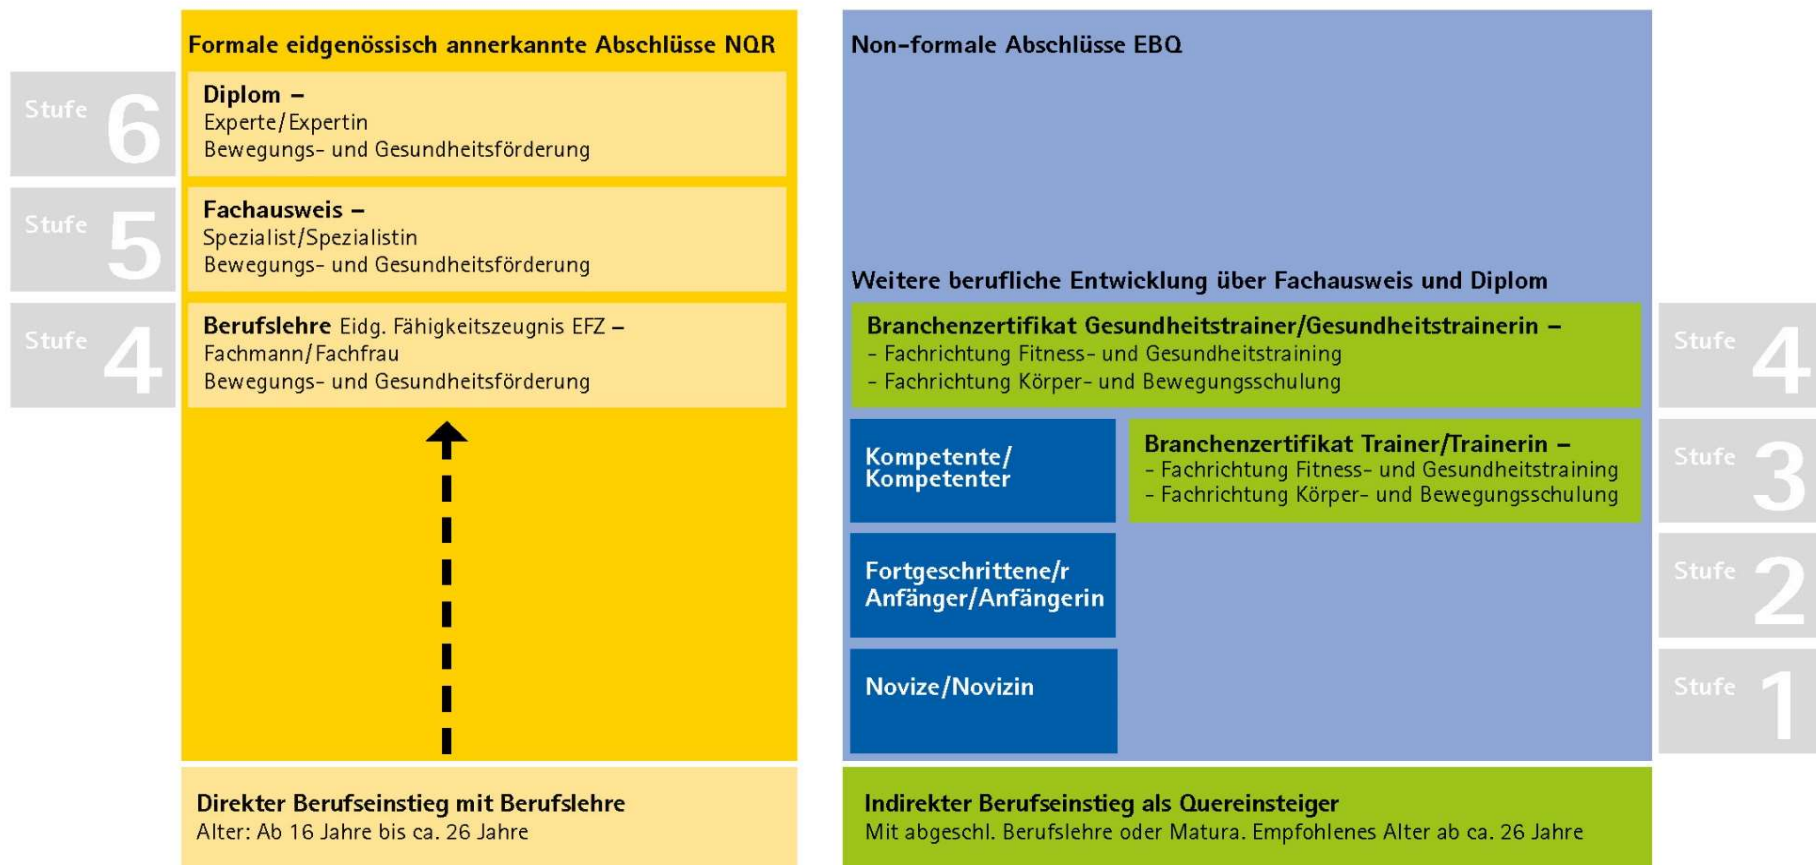 Formale eidgenössisch annerkannte Abschlüsse NQR
Stufe 6
Diplom –
Experte/Expertin
Bewegungs- und Gesundheitsförderung
Stufe 5
Fachausweis –
Spezialist/Spezialistin
Bewegungs- und Gesundheitsförderung
Stufe 4
Berufslehre Eidg. Fähigkeitszeugnis EFZ –
Fachmann/Fachfrau
Bewegungs- und Gesundheitsförderung
Direkter Berufseinstieg mit Berufslehre
Alter: Ab 16 Jahre bis ca. 26 Jahre
Non-formale Abschlüsse EBQ
Weitere berufliche Entwicklung über Fachausweis und Diplom
Branchenzertifikat Gesundheitstrainer/Gesundheitstrainerin –
- Fachrichtung Fitness- und Gesundheitstraining
- Fachrichtung Körper- und Bewegungsschulung
Stufe 4
Kompetente/
Kompetenter
Branchenzertifikat Trainer/Trainerin –
- Fachrichtung Fitness- und Gesundheitstraining
- Fachrichtung Körper- und Bewegungsschulung
Stufe 3
Fortgeschrittene/r
Anfänger/Anfängerin
Stufe 2
Novize/Novizin
Stufe 1
Indirekter Berufseinstieg als Quereinsteiger
Mit abgeschl. Berufslehre oder Matura. Empfohlenes Alter ab ca. 26 Jahre